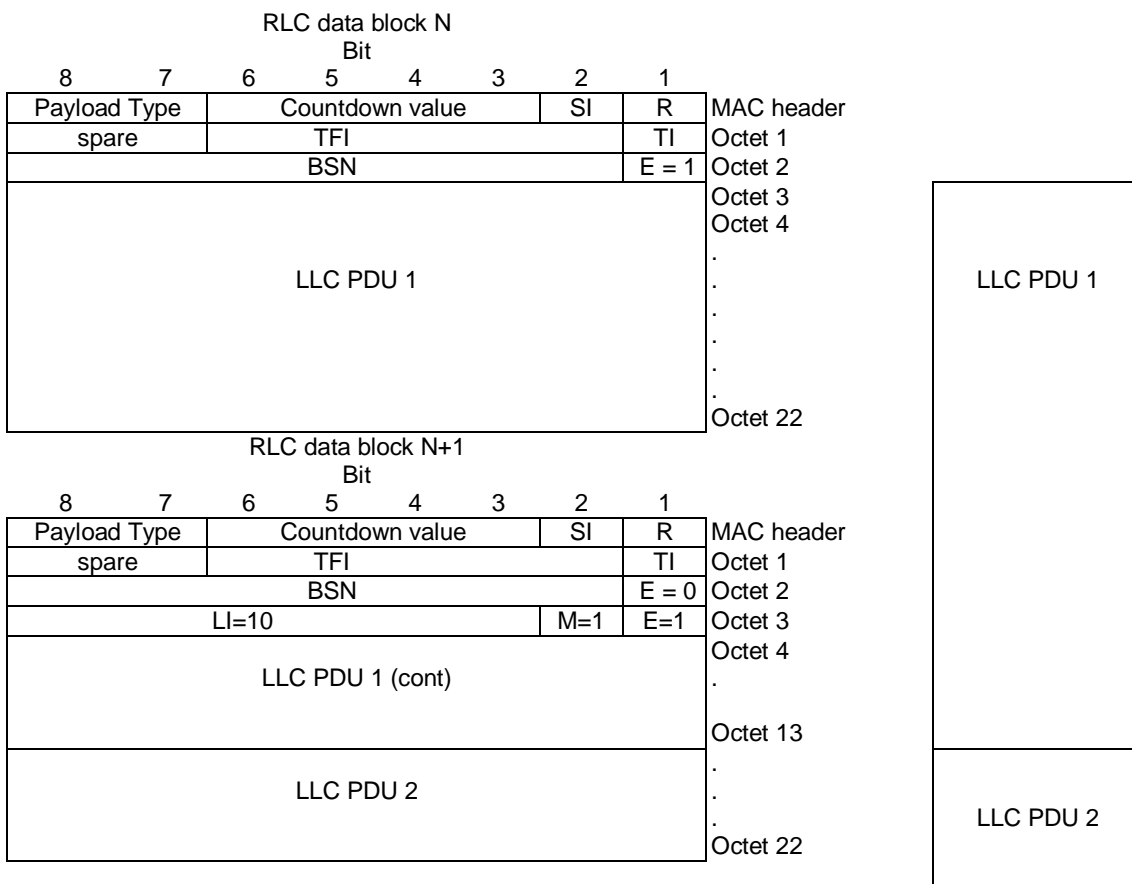 RLC data block N
Bit
8 7 6 5 4 3 2 1
Payload Type Countdown value SI R MAC header
spare TFI TI Octet 1
BSN E = 1 Octet 2
Octet 3
Octet 4
.
LLC PDU 1 . LLC PDU 1
.
.
.
.
Octet 22
RLC data block N+1
Bit
8 7 6 5 4 3 2 1
Payload Type Countdown value SI R MAC header
spare TFI TI Octet 1
BSN E = 0 Octet 2
LI=10 M=1 E=1 Octet 3
Octet 4
LLC PDU 1 (cont) .
Octet 13
.
LLC PDU 2 .
. LLC PDU 2
Octet 22